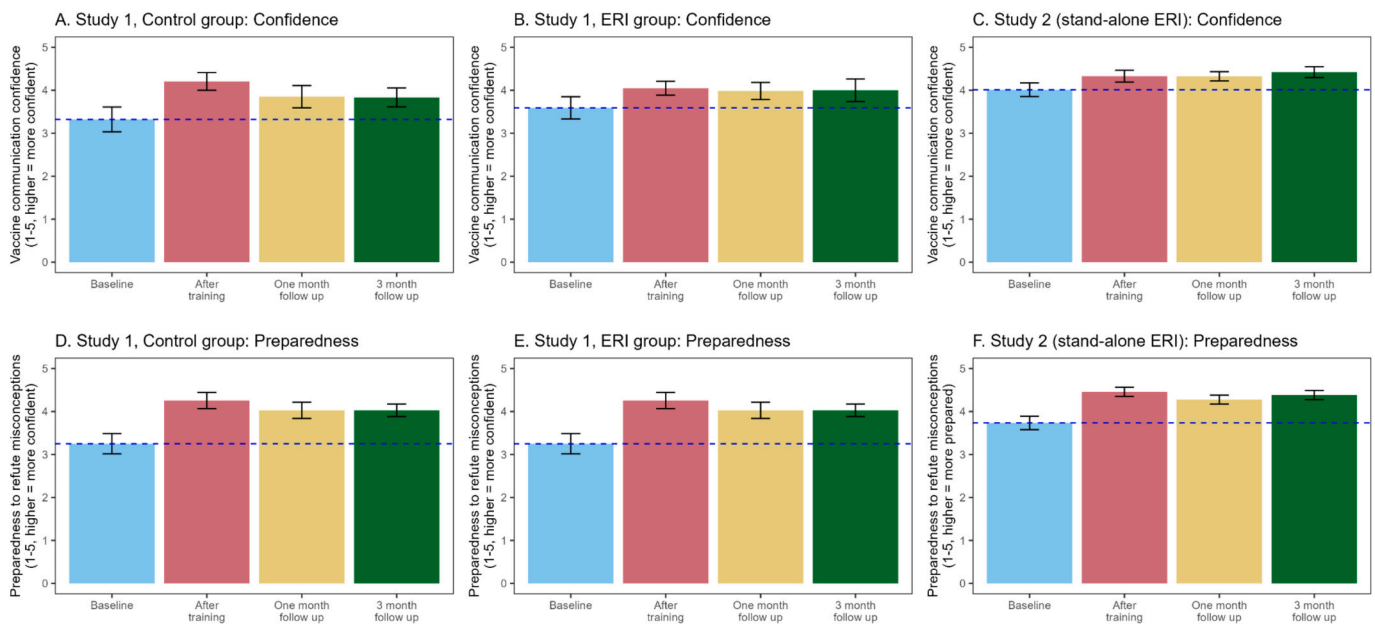 A. Study 1, Control group: Confidence
Vaccine communication confidence
(1-5, higher = more confident)
5
4
3
2
1
0
Baseline
After
training
One month
follow up
3 month
follow up
B. Study 1, ERI group: Confidence
Vaccine communication confidence
(1-5, higher = more confident)
5
4
3
2
1
0
Baseline
After
training
One month
follow up
3 month
follow up
C. Study 2 (stand-alone ERI): Confidence
Vaccine communication confidence
(1-5, higher = more confident)
5
4
3
2
1
0
Baseline
After
training
One month
follow up
3 month
follow up
D. Study 1, Control group: Preparedness
Preparedness to refute misconceptions
(1-5, higher = more confident)
5
4
3
2
1
0
Baseline
After
training
One month
follow up
3 month
follow up
E. Study 1, ERI group: Preparedness
Preparedness to refute misconceptions
(1-5, higher = more confident)
5
4
3
2
1
0
Baseline
After
training
One month
follow up
3 month
follow up
F. Study 2 (stand-alone ERI): Preparedness
Preparedness to refute misconceptions
(1-5, higher = more prepared)
5
4
3
2
1
0
Baseline
After
training
One month
follow up
3 month
follow up